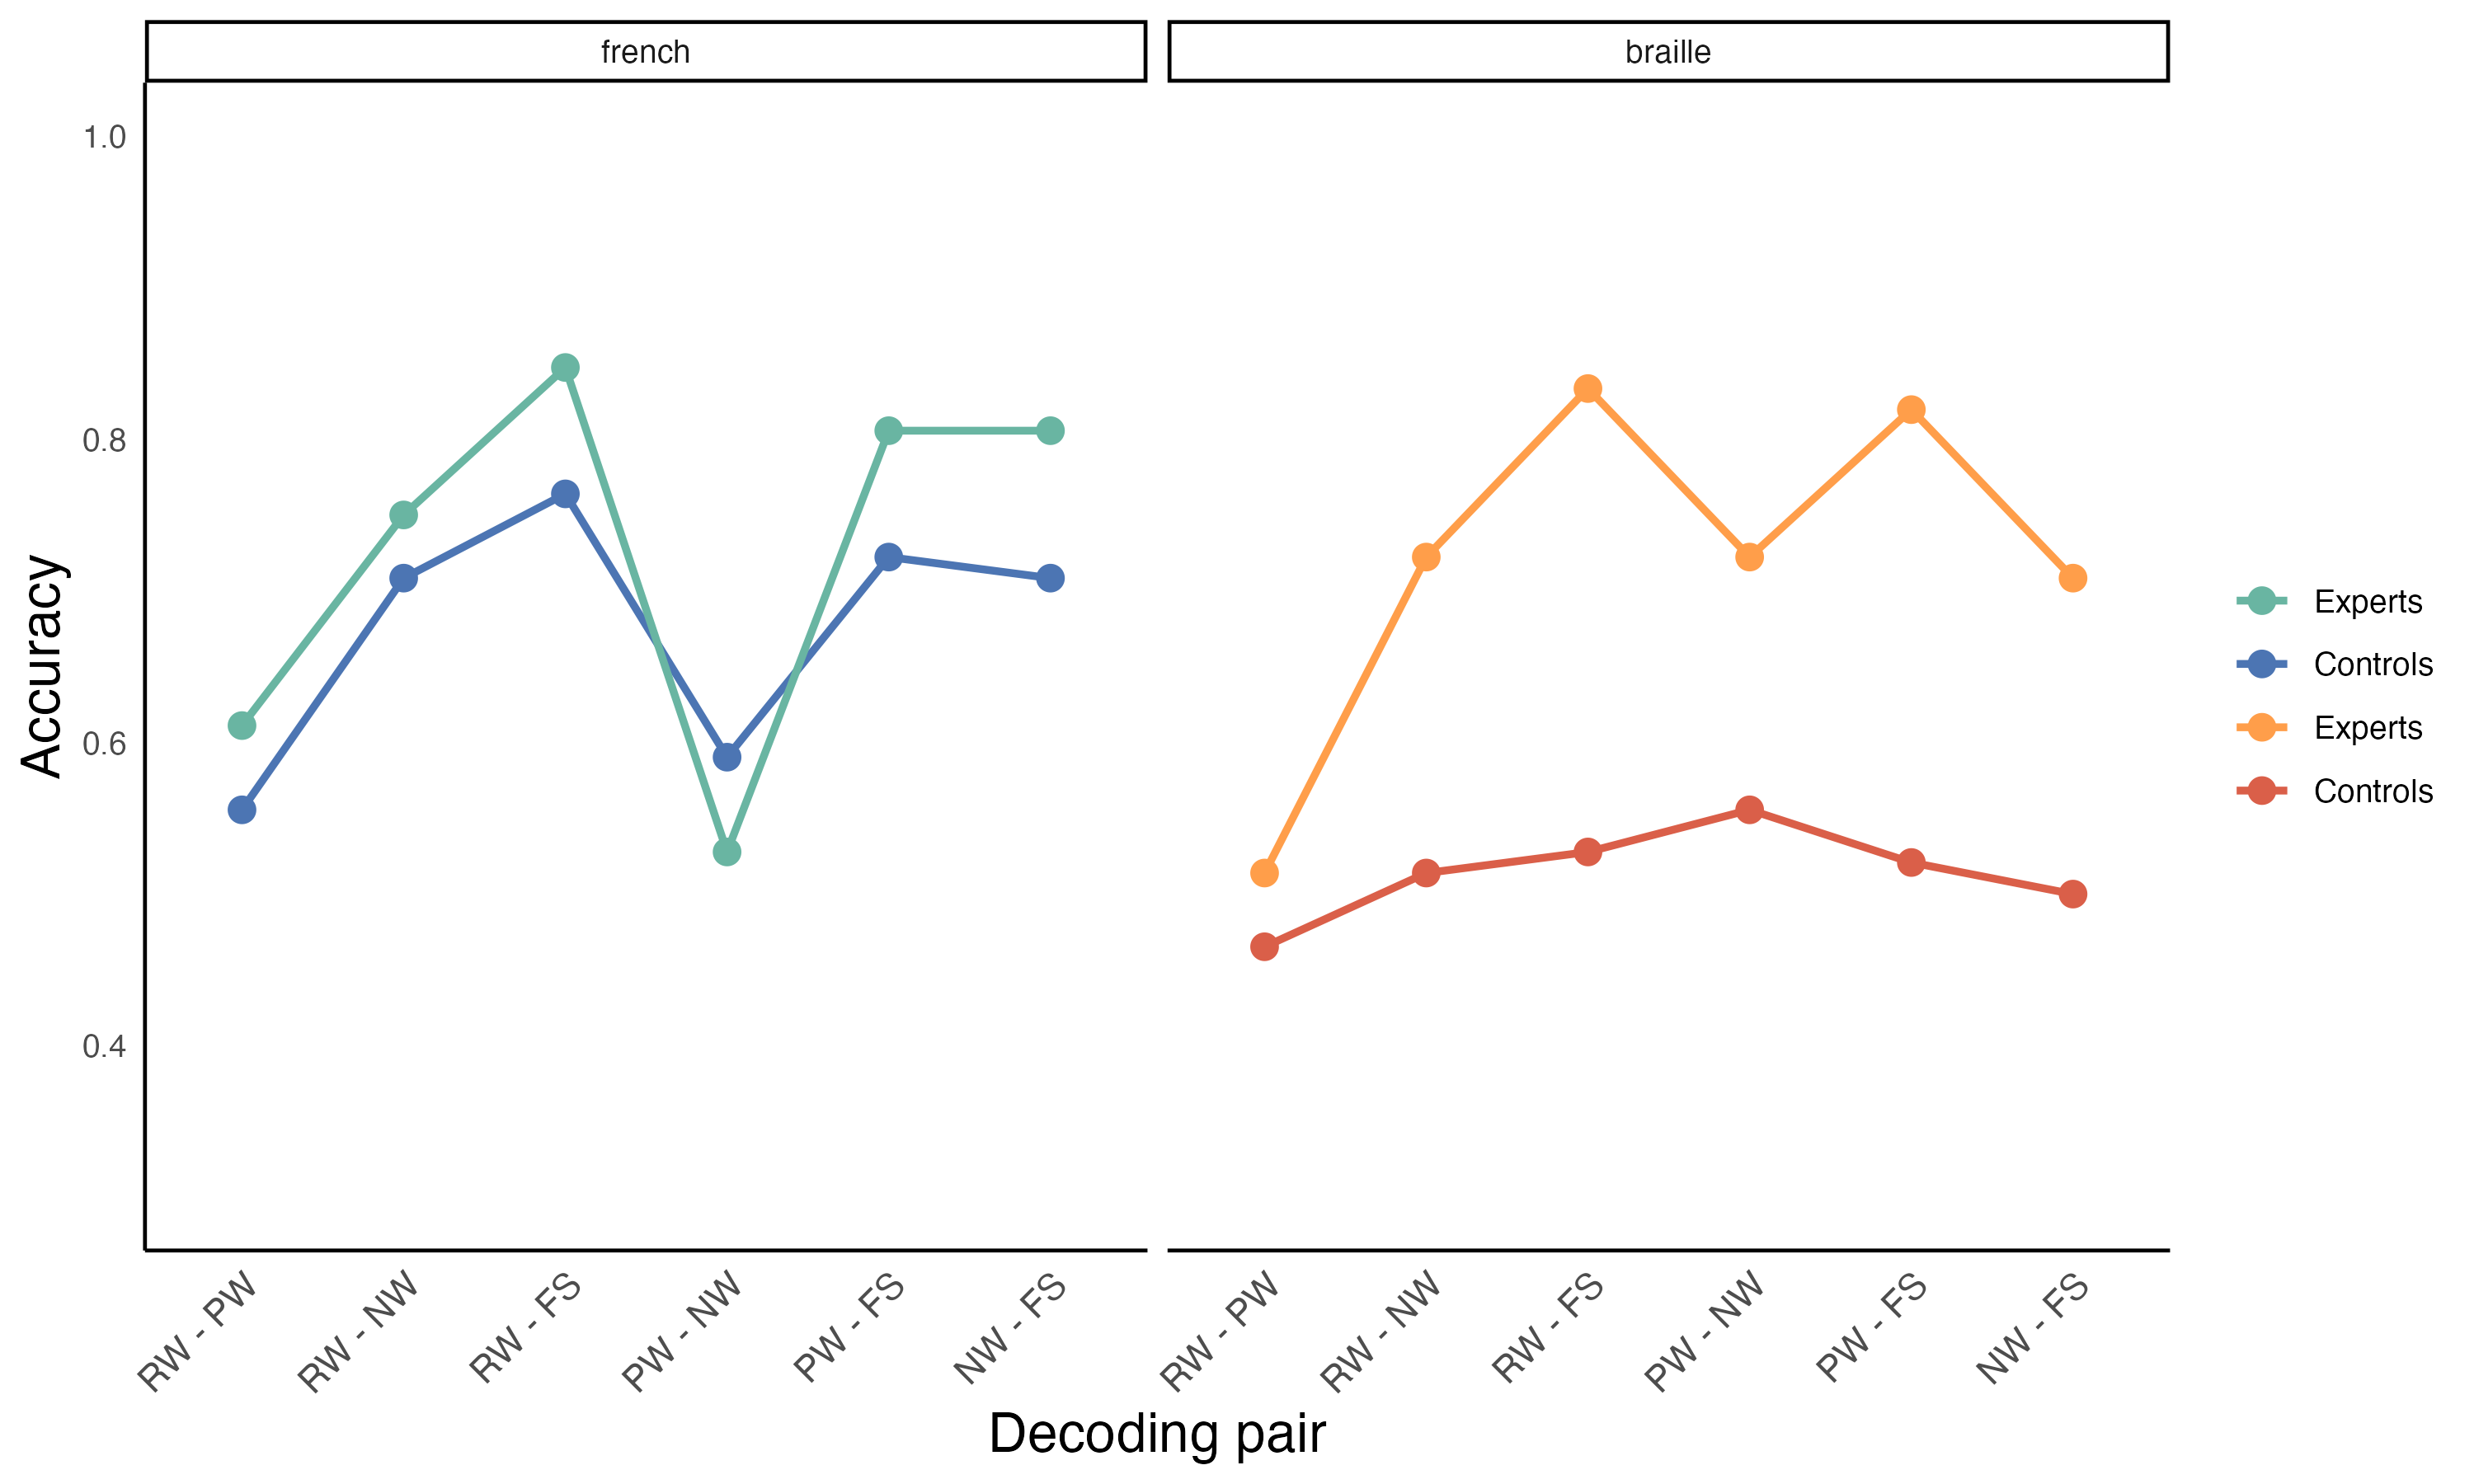 french
braille
1.0
0.8
0.6
0.4
Accuracy
RW - PW
RW - NW
RW - FS
PW - NW
PW - FS
NW - FS
RW - PW
RW - NW
RW - FS
PW - NW
PW - FS
NW - FS
Decoding pair
Experts
Controls
Experts
Controls